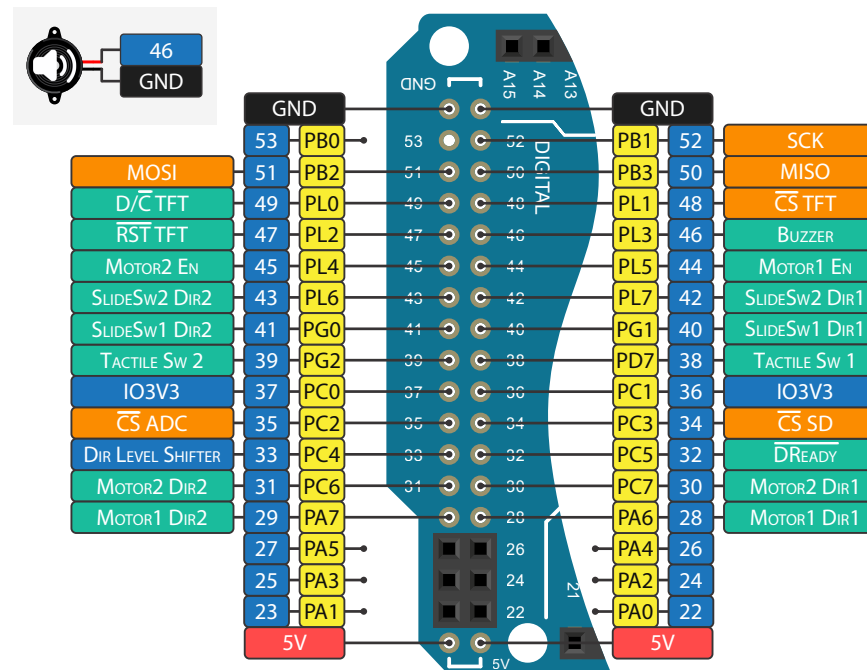 46
GND
GND A15 A14 A13 GND
GND
53 PB0 53 52 PB1 52 SCK
MOSI 51 PB2 51 50 PB3 50 MISO
D/C TFT 49 PL0 49 48 PL1 48 CS TFT
RST TFT 47 PL2 47 46 PL3 46 BUZZER
MOTOR2 EN 45 PL4 45 44 PL5 44 MOTOR1 EN
SLIDESW2 DIR2 43 PL6 43 42 PL7 42 SLIDESW2 DIR1
SLIDESW1 DIR2 41 PG0 41 40 PG1 40 SLIDESW1 DIR1
TACTILE SW 2 39 PG2 39 38 PD7 38 TACTILE SW 1
IO3V3 37 PC0 37 36 PC1 36 IO3V3
CS ADC 35 PC2 35 34 PC3 34 CS SD
DIR LEVEL SHIFTER 33 PC4 33 32 PC5 32 DREADY
MOTOR2 DIR2 31 PC6 31 30 PC7 30 MOTOR2 DIR1
MOTOR1 DIR2 29 PA7 28 PA6 28 MOTOR1 DIR1
27 PA5 26 PA4 26
25 PA3 24 PA2 24
23 PA1 22 PA0 22
5V 5V 5V
DIGITAL
21